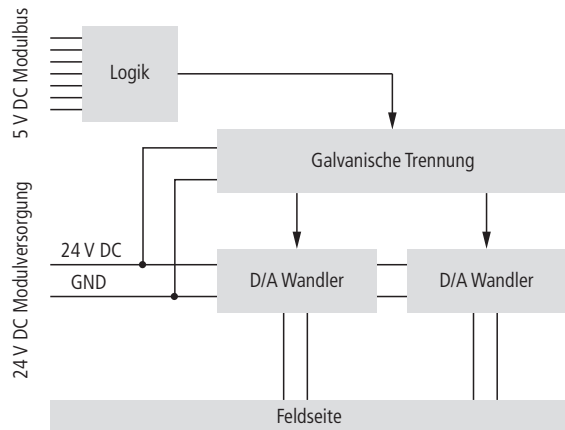 5 V DC Modulbus
Logik
Galvanische Trennung
24 V DC Modulversorgung
24 V DC
GND
D/A Wandler
D/A Wandler
Feldseite